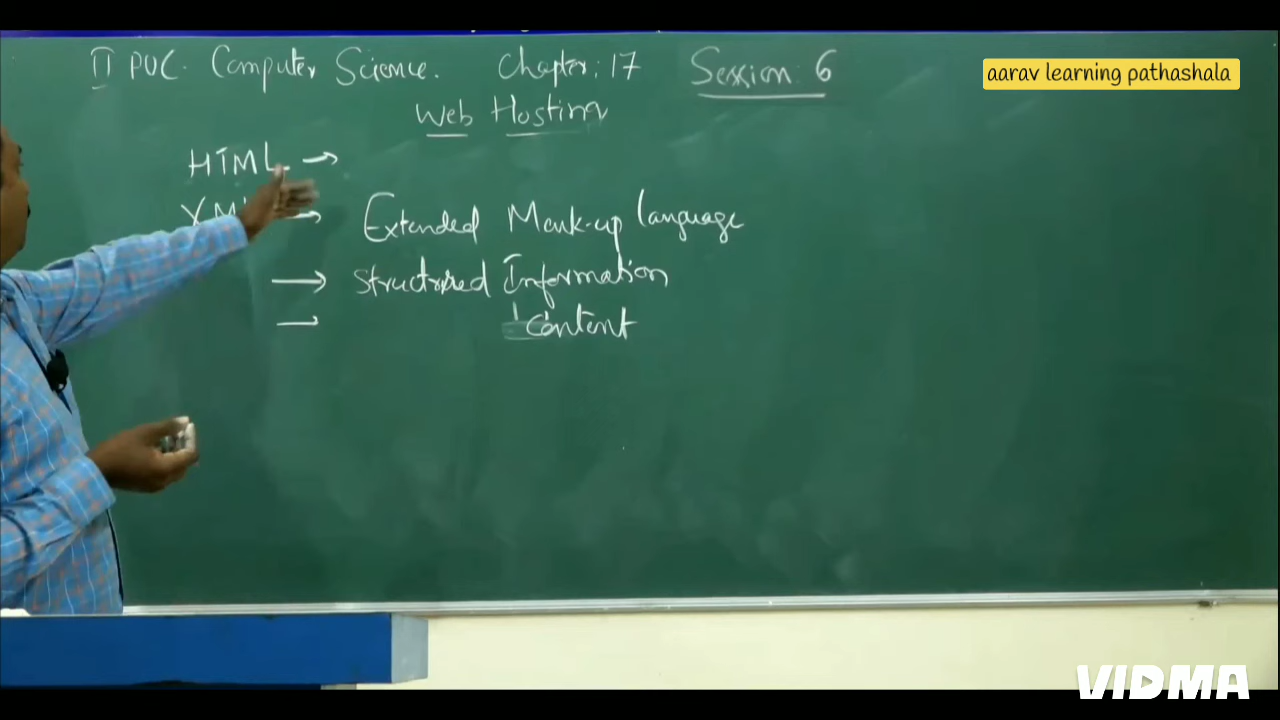 II PUC. Computer Science. Chapter: 17 Session: 6
aarav learning pathashala
Web Hosting
HTML →
XML → Extended Mark-up language
→ Structured Information
→ Content
VIDMA